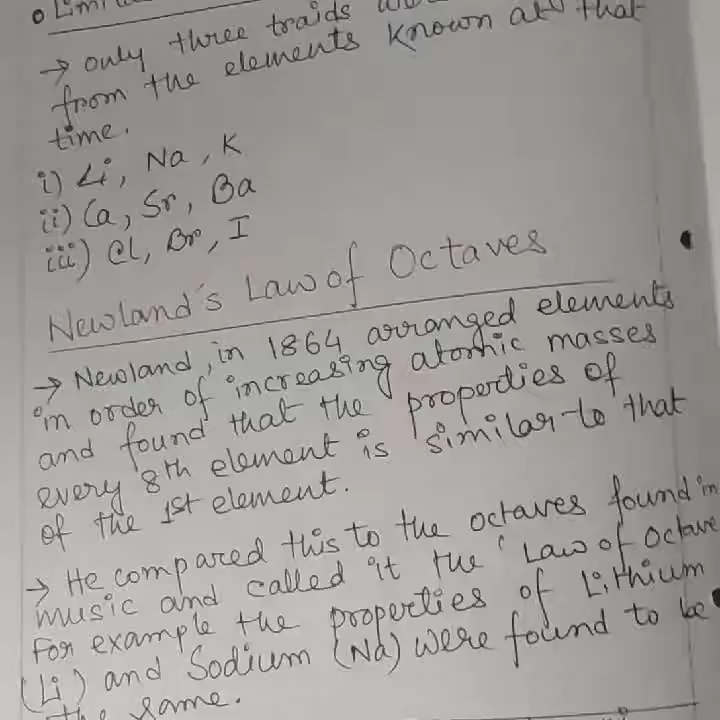 o Limi
→ only three traids
from the elements known at that
time.
i) Li, Na, K
ii) Ca, Sr, Ba
iii) Cl, Br, I
Newland's Law of Octaves
→ Newland, in 1864 arranged elements
in order of increasing atomic masses
and found that the properties of
every 8th element is similar to that
of the 1st element.
→ He compared this to the octaves found in
music and called it the 'Law of Octave
For example the properties of Lithium
(Li) and Sodium (Na) were found to be
the same.